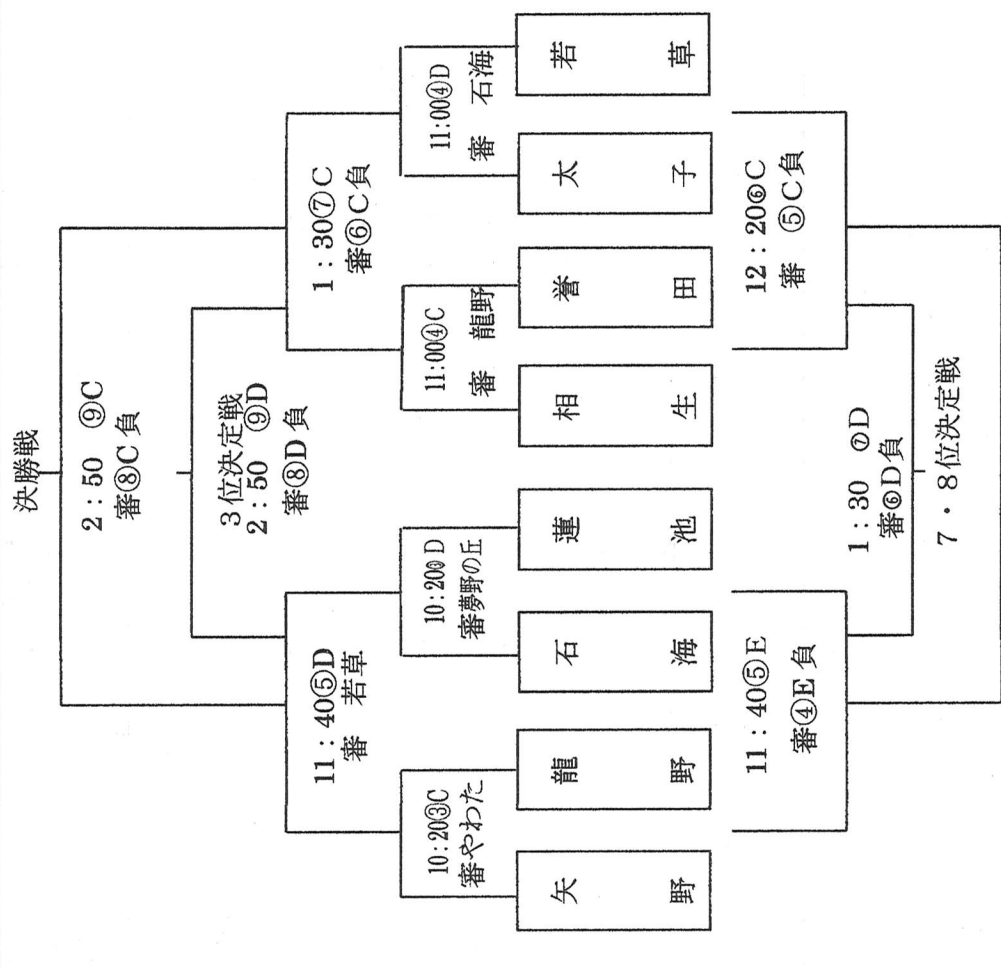 決勝戦
2：50 ⑨C
審⑧C負
3位決定戦
2：50 ⑨D
審⑧D負
11：40⑤D
審 若草
1：30⑦C
審⑥C負
10:20③C
審やわた
10:20③D
審夢野の丘
11:00④C
審 龍野
11:00④D
審 石海
矢野
龍野
石海
蓮池
相生
誉田
太子
若草
11：40⑤E
審④E負
12：20⑥C
審 ⑤C負
1：30 ⑦D
審⑥D負
7・8位決定戦